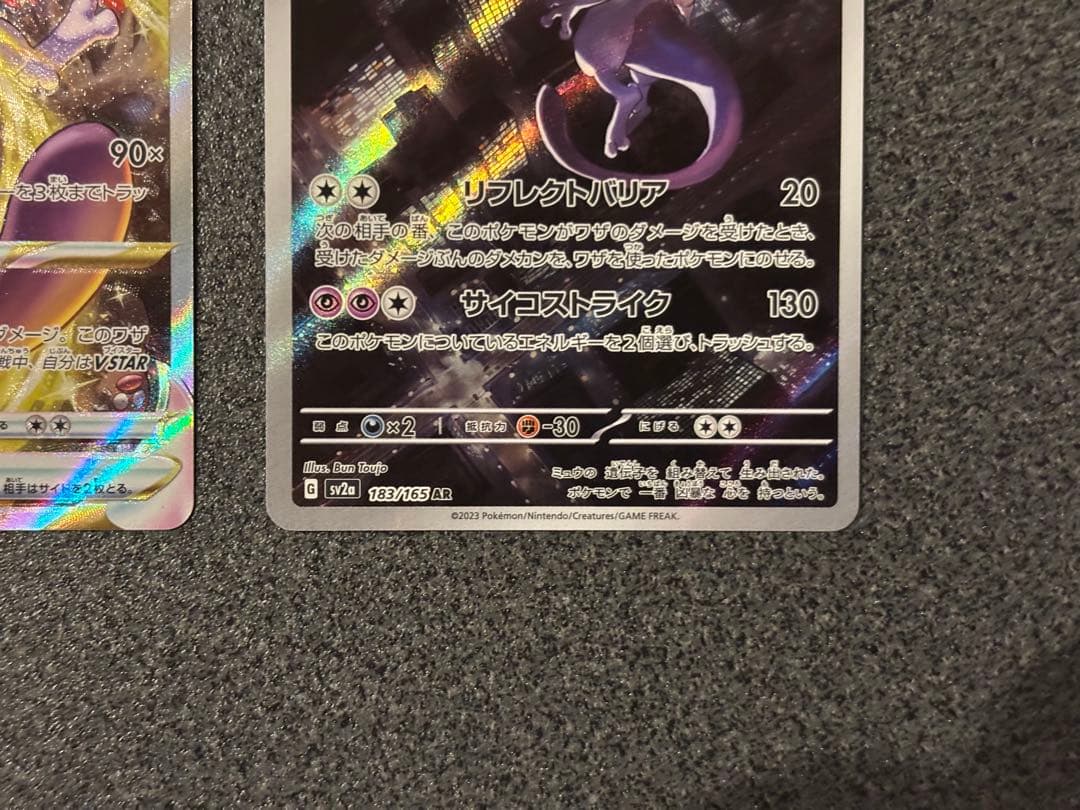 90×
ーを3枚までトラッ
ダメージ。このワザ
戦中、自分はVSTAR
る
相手はサイドを2枚とる。
リフレクトバリア 20
次の相手の番、このポケモンがワザのダメージを受けたとき、
受けたダメージぶんのダメカンを、ワザを使ったポケモンにのせる。
サイコストライク 130
このポケモンについているエネルギーを2個選び、トラッシュする。
弱点 ×2 抵抗力 -30 にげる
Illus. Bun Toujo
G sv2a 183/165 AR
ミュウの 遺伝子を 組み替えて 生み出された。
ポケモンで 一番 凶暴な 心を 持つという。
©2023 Pokémon/Nintendo/Creatures/GAME FREAK.